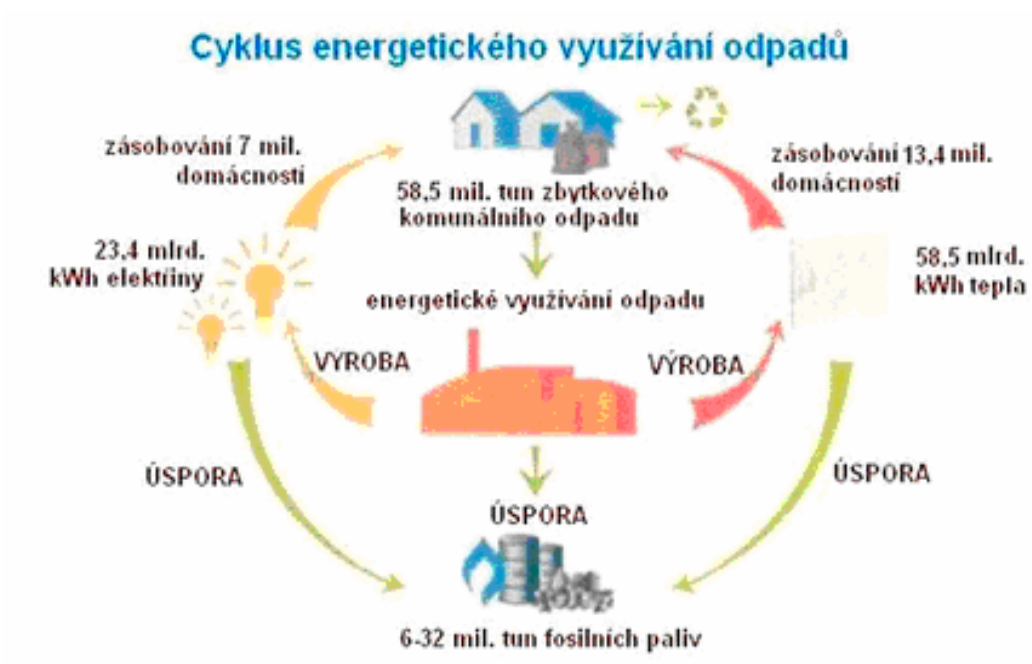 Cyklus energetického využívání odpadů
zásobování 7 mil.
domácností
zásobování 13,4 mil.
domácností
58,5 mil. tun zbytkového
komunálního odpadu
23.4 mlrd.
kWh elektřiny
58,5 mlrd.
kWh tepla
energetické využívání odpadu
VÝROBA
VÝROBA
ÚSPORA
ÚSPORA
ÚSPORA
6-32 mil. tun fosilních paliv